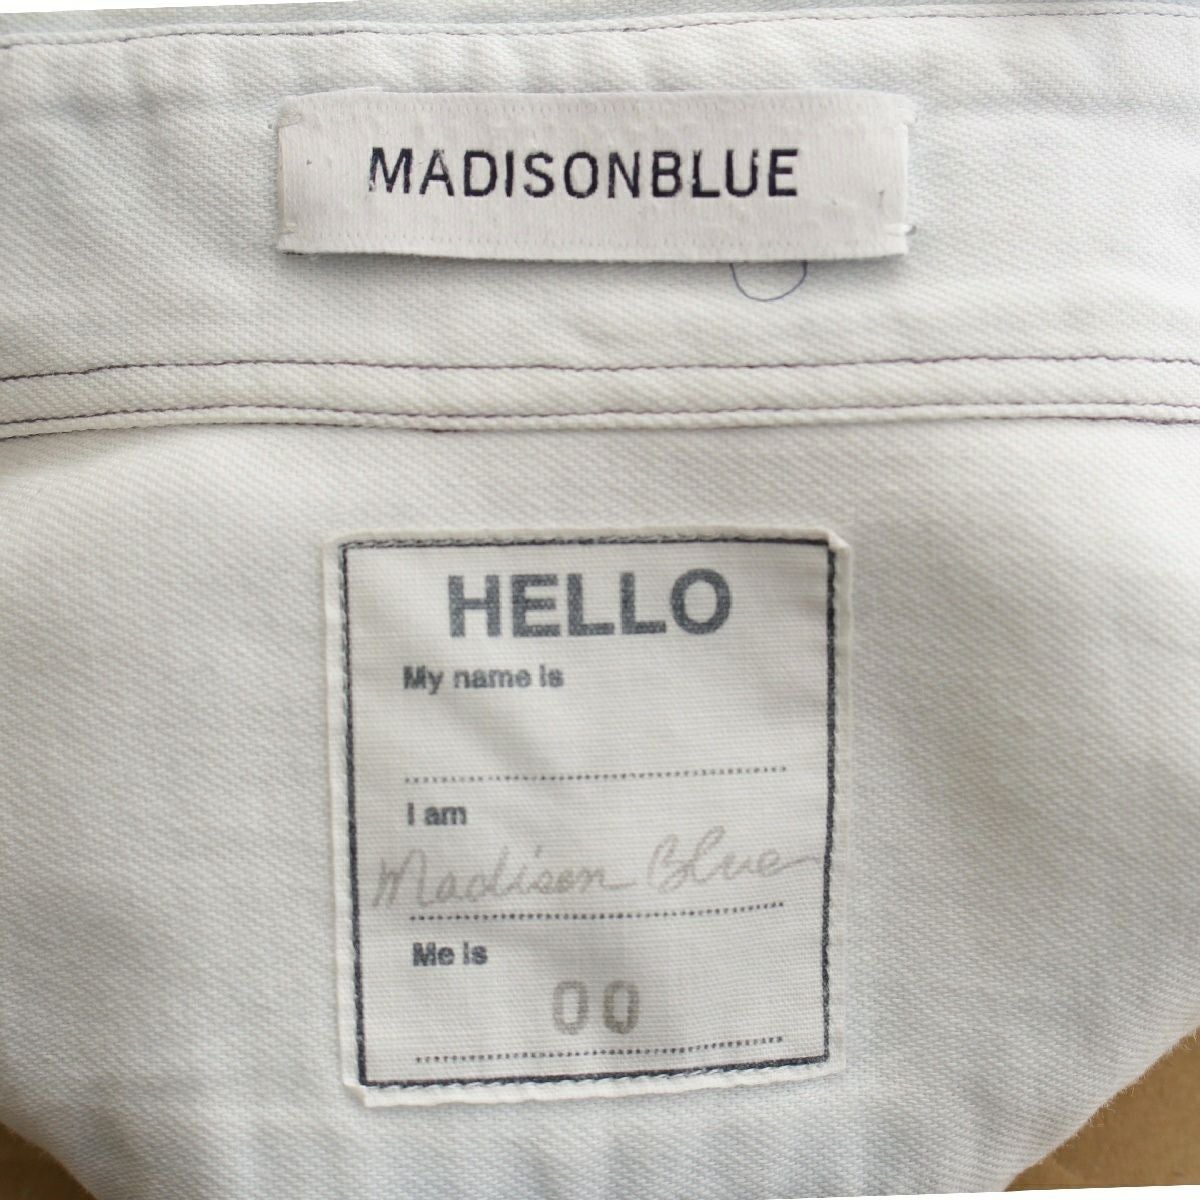 MADISONBLUE
HELLO
My name is
I am
Madison Blue
Me is
00